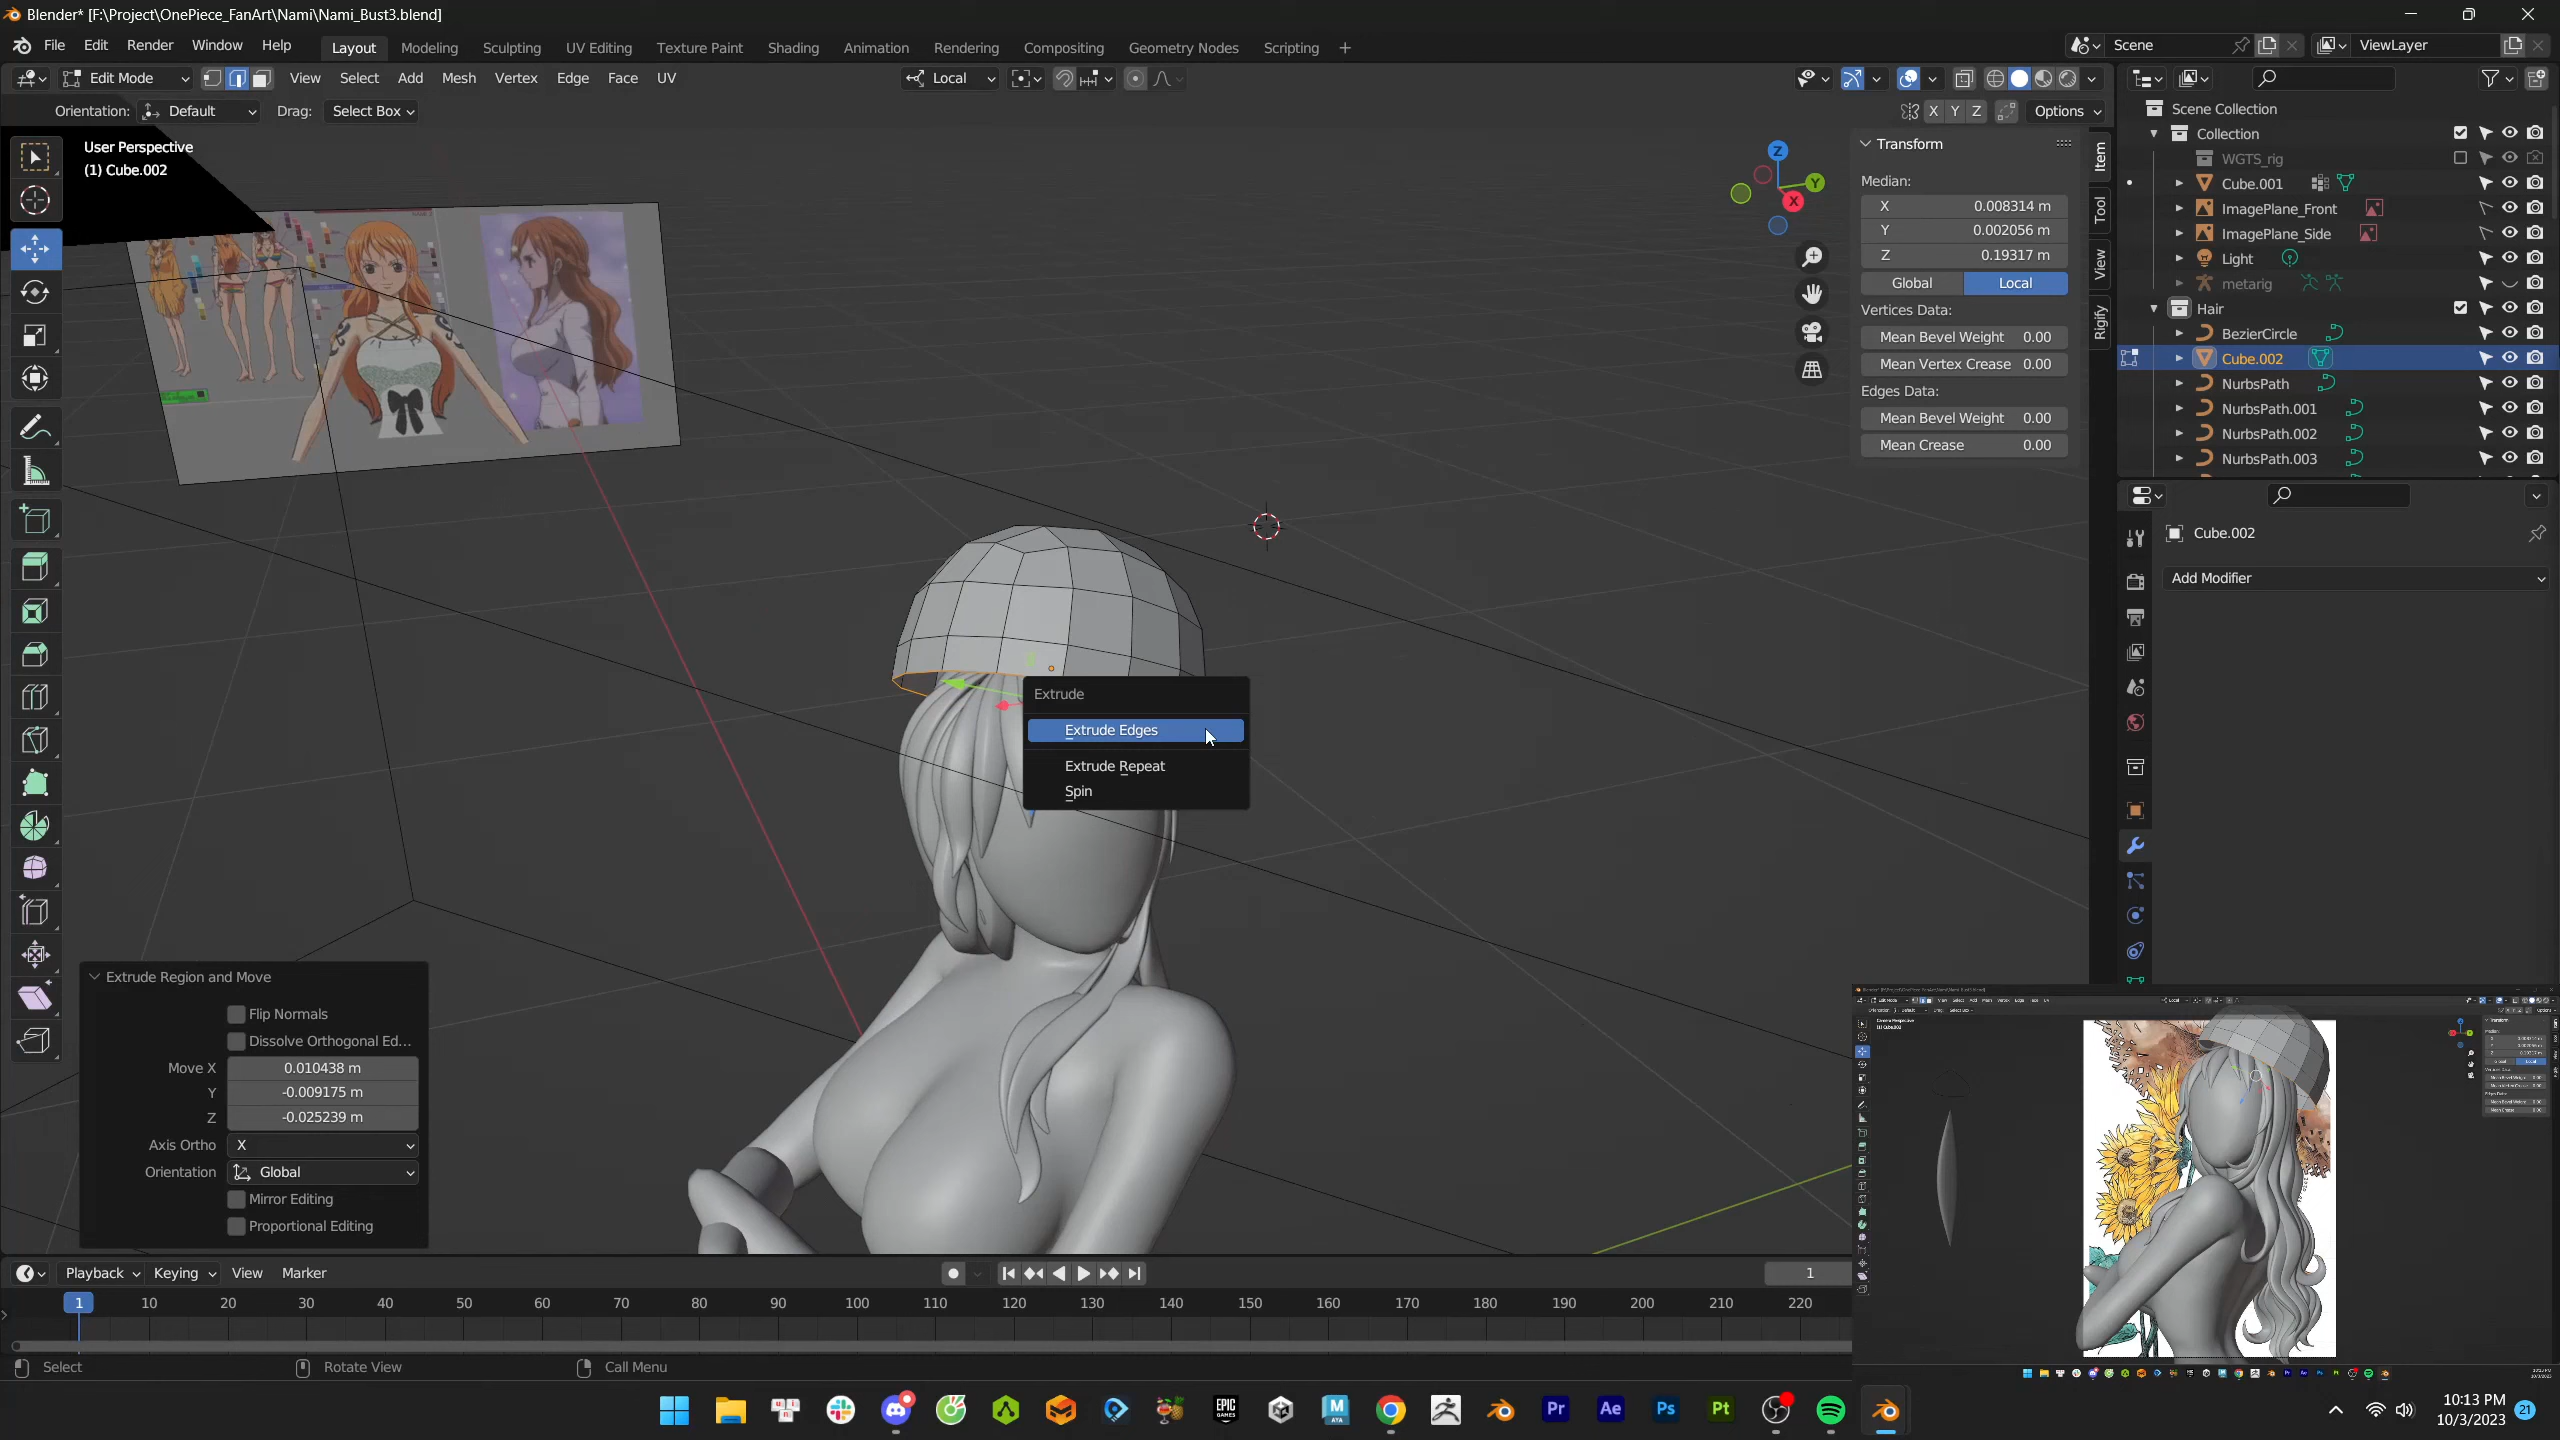 Blender* [F:\Project\OnePiece_FanArt\Nami\Nami_Bust3.blend]
File Edit Render Window Help Layout Modeling Sculpting UV Editing Texture Paint Shading Animation Rendering Compositing Geometry Nodes Scripting + Scene ViewLayer
Edit Mode View Select Add Mesh Vertex Edge Face UV Local
Orientation: Default Drag: Select Box X Y Z Options
User Perspective
(1) Cube.002
Z
Y
X
Transform
Median:
X 0.008314 m
Y 0.002056 m
Z 0.19317 m
Global Local
Vertices Data:
Mean Bevel Weight 0.00
Mean Vertex Crease 0.00
Edges Data:
Mean Bevel Weight 0.00
Mean Crease 0.00
Item
Tool
View
Rigify
Scene Collection
Collection
WGTS_rig
Cube.001
ImagePlane_Front
ImagePlane_Side
Light
metarig
Hair
BezierCircle
Cube.002
NurbsPath
NurbsPath.001
NurbsPath.002
NurbsPath.003
Cube.002
Add Modifier
Extrude
Extrude Edges
Extrude Repeat
Spin
Extrude Region and Move
Flip Normals
Dissolve Orthogonal Ed...
Move X 0.010438 m
Y -0.009175 m
Z -0.025239 m
Axis Ortho X
Orientation Global
Mirror Editing
Proportional Editing
Playback Keying View Marker 1
1 10 20 30 40 50 60 70 80 90 100 110 120 130 140 150 160 170 180 190 200 210 220
Select Rotate View Call Menu
EPIC GAMES M AYA Pr Ae Ps Pt
10:13 PM
10/3/2023 21